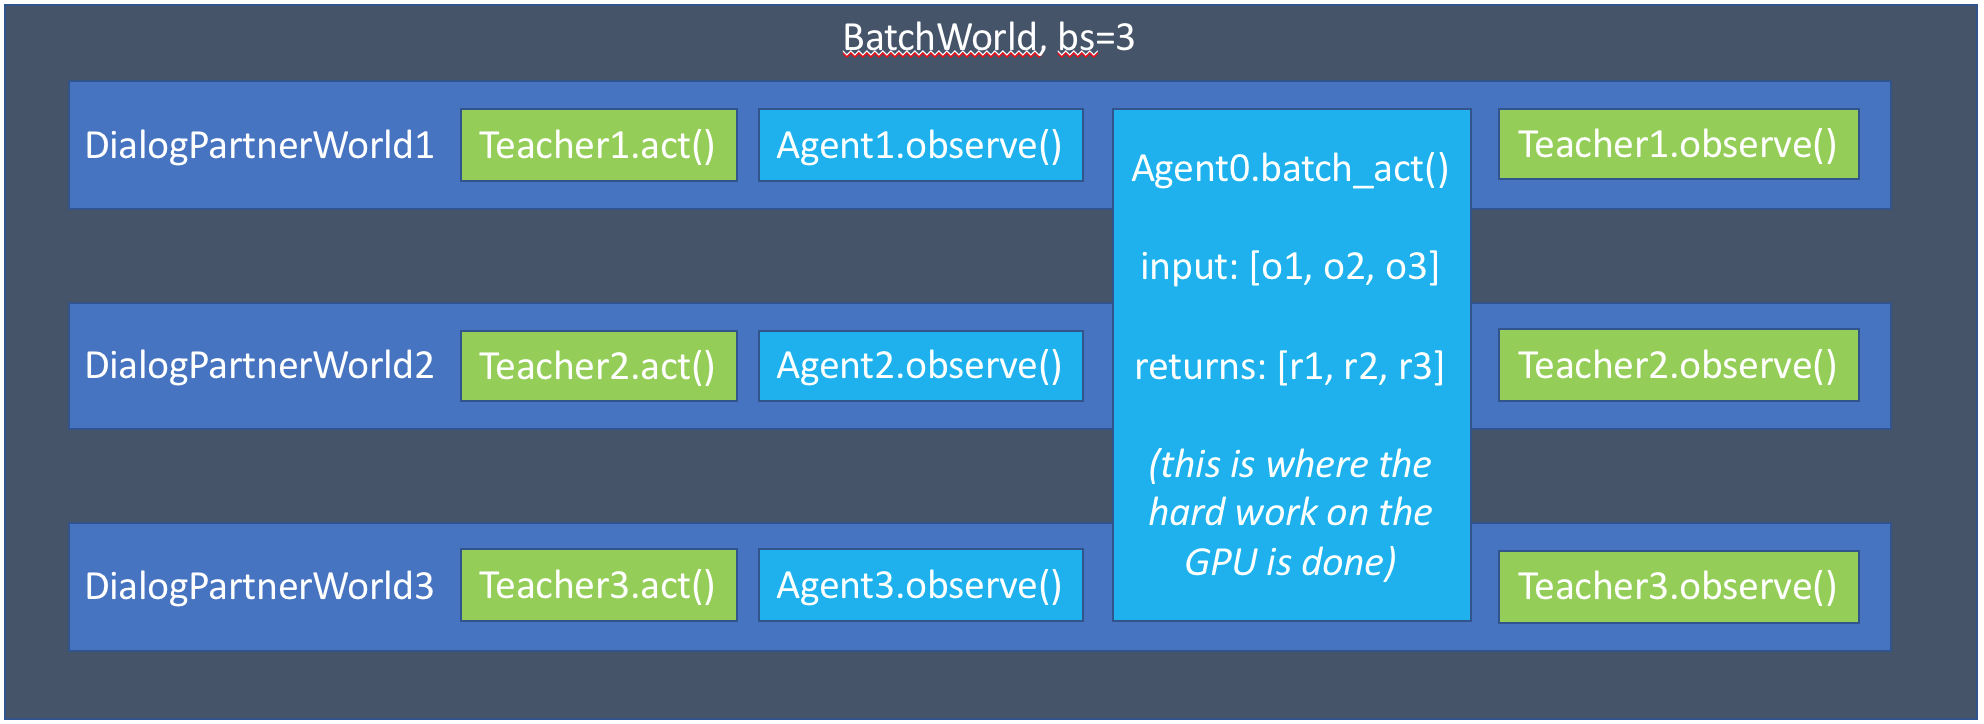 BatchWorld, bs=3
DialogPartnerWorld1
Teacher1.act()
Agent1.observe()
Agent0.batch_act()
input: [o1, o2, o3]
returns: [r1, r2, r3]
(this is where the
hard work on the
GPU is done)
Teacher1.observe()
DialogPartnerWorld2
Teacher2.act()
Agent2.observe()
Teacher2.observe()
DialogPartnerWorld3
Teacher3.act()
Agent3.observe()
Teacher3.observe()